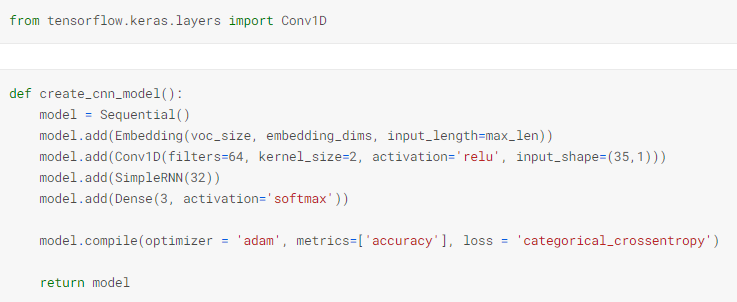 from tensorflow.keras.layers import Conv1D
def create_cnn_model():
    model = Sequential()
    model.add(Embedding(voc_size, embedding_dims, input_length=max_len))
    model.add(Conv1D(filters=64, kernel_size=2, activation='relu', input_shape=(35,1)))
    model.add(SimpleRNN(32))
    model.add(Dense(3, activation='softmax'))
    model.compile(optimizer = 'adam', metrics=['accuracy'], loss = 'categorical_crossentropy')
    return model